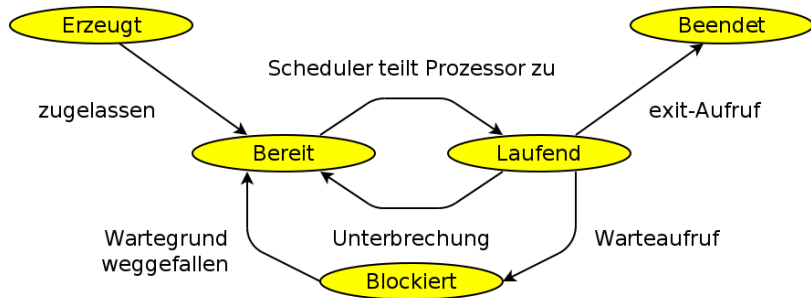 Erzeugt
Beendet
Scheduler teilt Prozessor zu
zugelassen
exit-Aufruf
Bereit
Laufend
Wartegrund
weggefallen
Unterbrechung
Warteaufruf
Blockiert